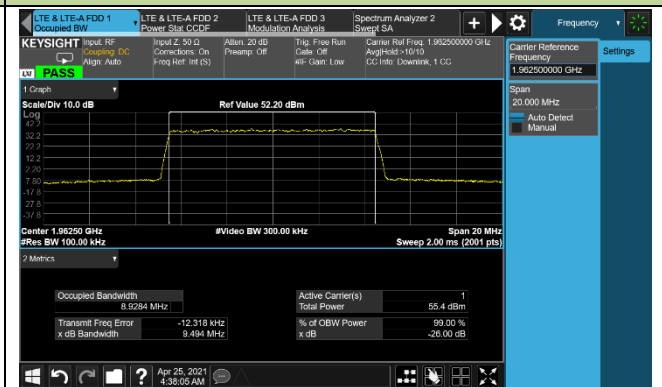 LTE & LTE-A FDD 1
Occupied BW
LTE & LTE-A FDD 2
Power Stat CCDF
LTE & LTE-A FDD 3
Modulation Analysis
Spectrum Analyzer 2
Swept SA
Frequency
KEYSIGHT
Input: RF
Coupling: DC
Align: Auto
Input Z: 50 Ω
Corrections: On
Freq Ref: Int (S)
Atten: 20 dB
Preamp: Off
Trig: Free Run
Gate: Off
#IF Gain: Low
Carrier Ref Freq: 1.962500000 GHz
Avg|Hold:>10/10
CC Info: Downlink, 1 CC
LXI
PASS
Carrier Reference
Frequency
1.962500000 GHz
Settings
Span
20.000 MHz
Auto Detect
Manual
1 Graph
Scale/Div 10.0 dB
Ref Value 52.20 dBm
Log
42.2
32.2
22.2
12.2
2.20
-7.80
-17.8
-27.8
-37.8
Center 1.96250 GHz
#Video BW 300.00 kHz
Span 20 MHz
#Res BW 100.00 kHz
Sweep 2.00 ms (2001 pts)
2 Metrics
Occupied Bandwidth
8.9284 MHz
Active Carrier(s) 1
Total Power 55.4 dBm
Transmit Freq Error -12.318 kHz
x dB Bandwidth 9.494 MHz
% of OBW Power 99.00 %
x dB -26.00 dB
?
Apr 25, 2021
4:38:05 AM